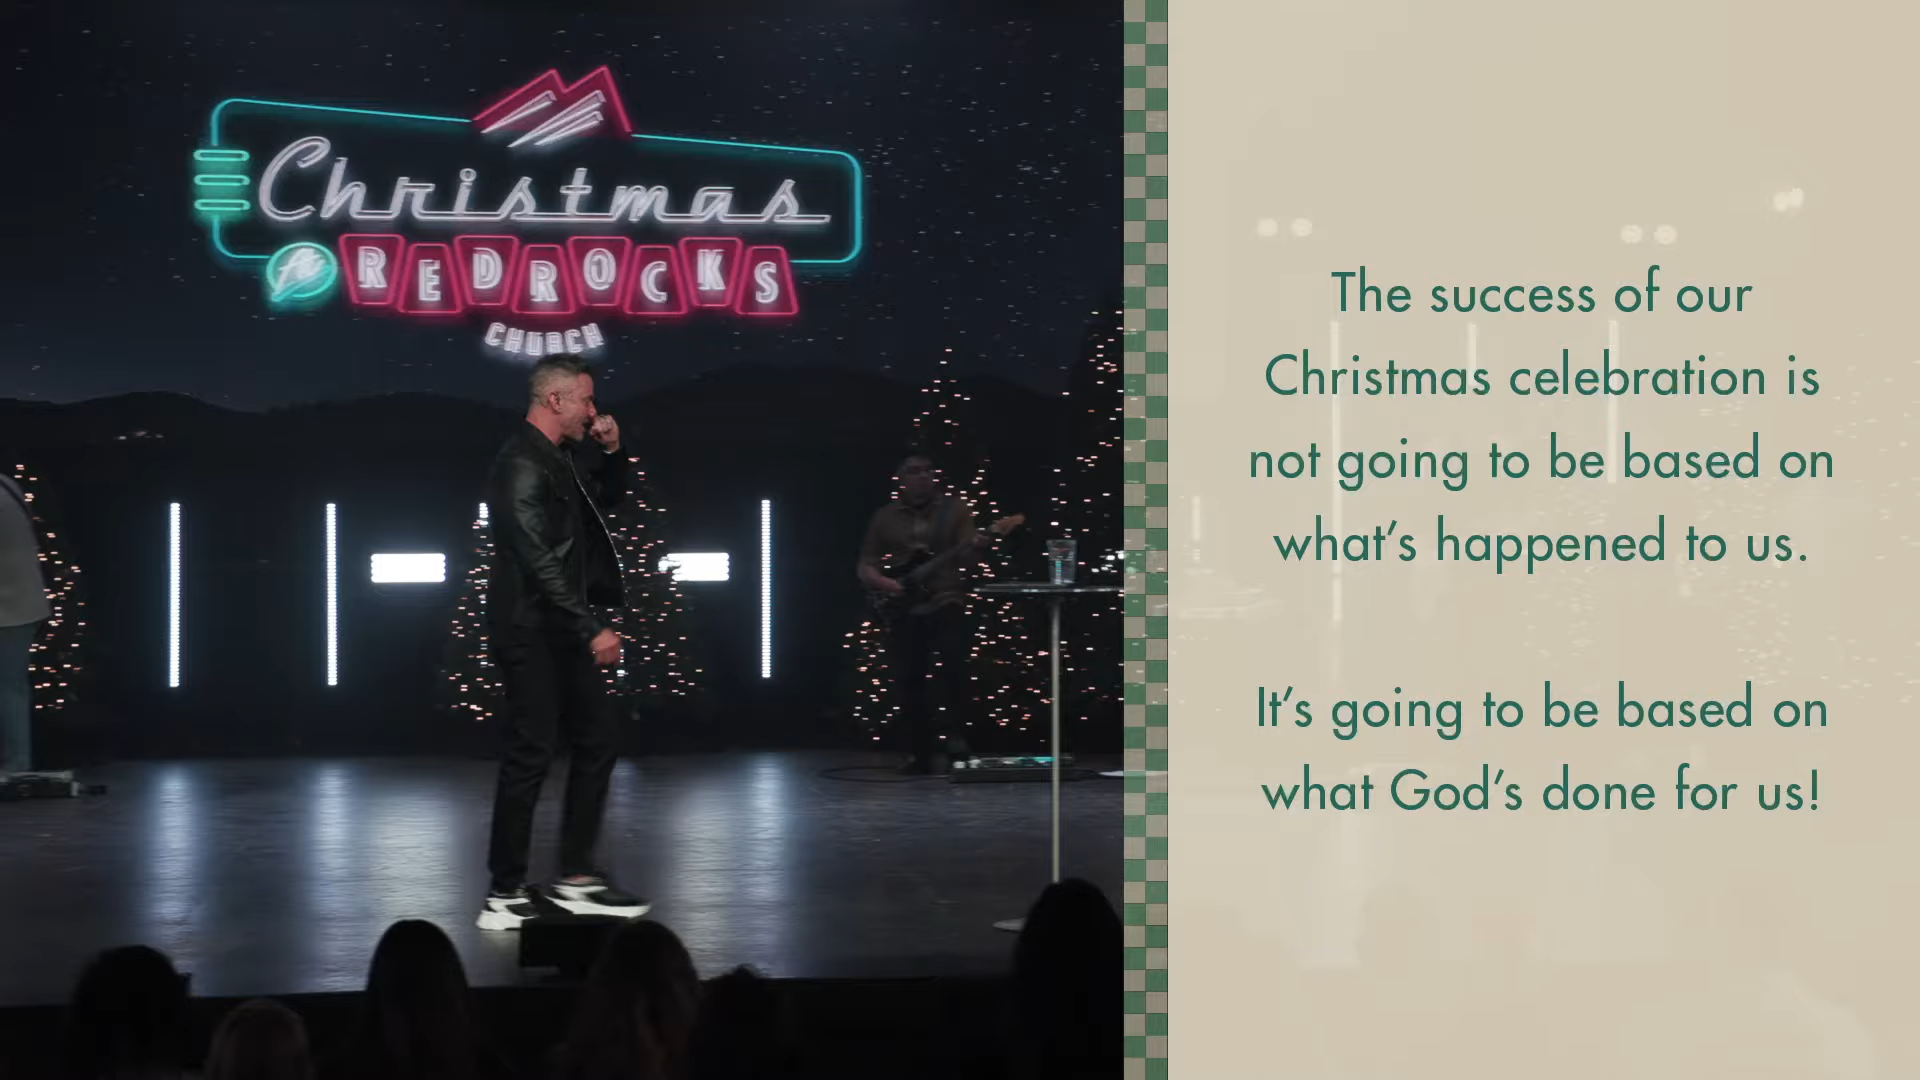 Christmas
At REDROCKS
CHURCH
The success of our
Christmas celebration is
not going to be based on
what’s happened to us.
It’s going to be based on
what God’s done for us!